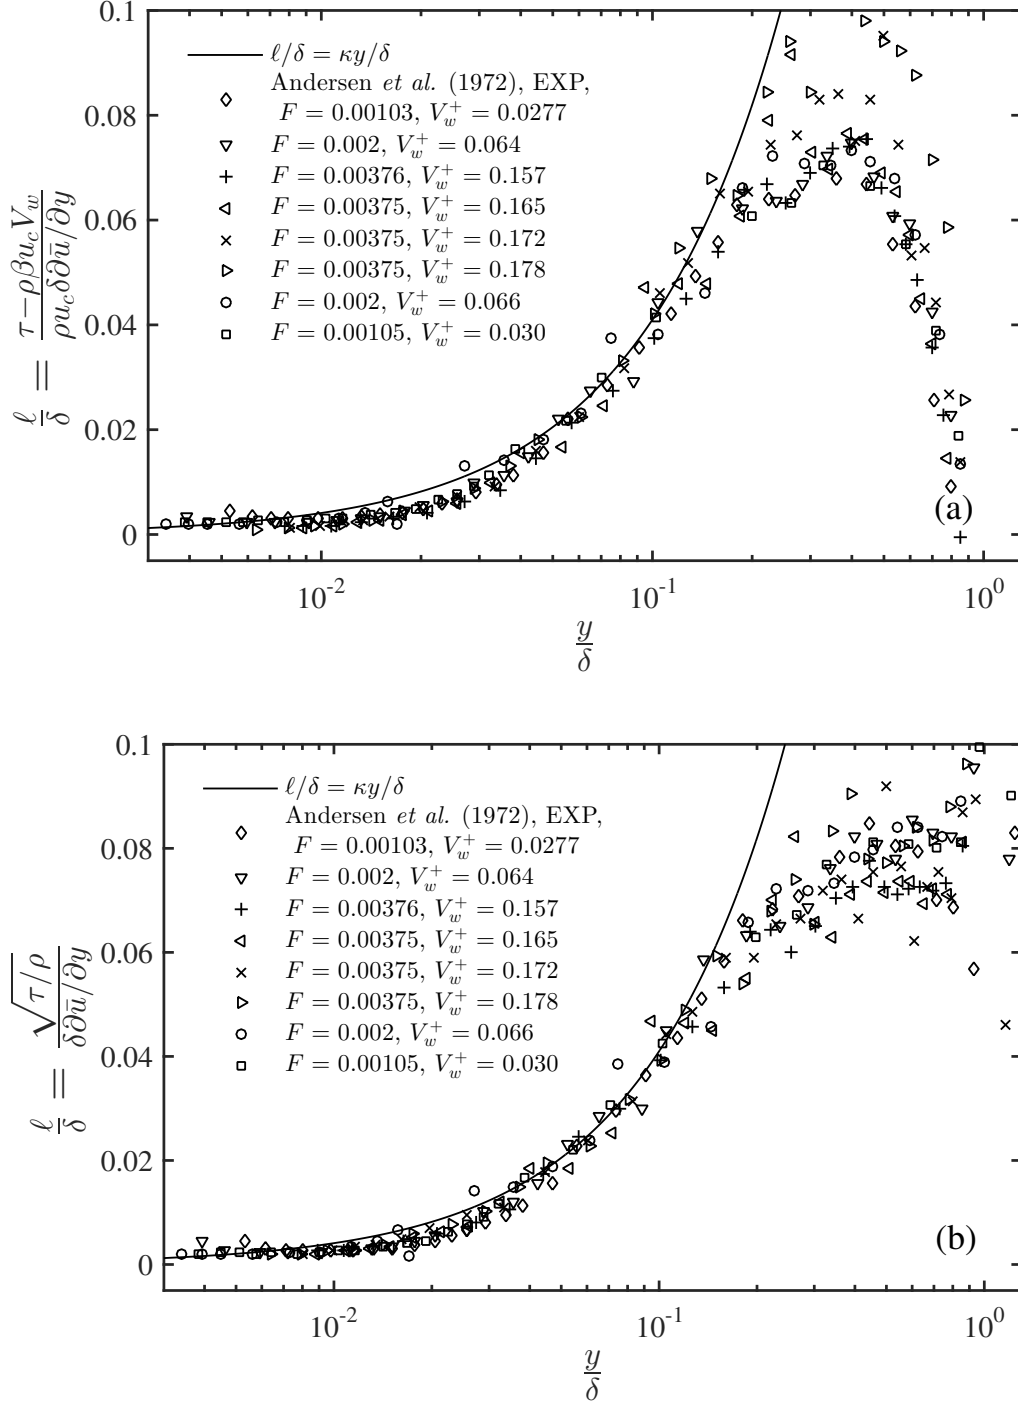 0.1
0.08
0.06
0.04
0.02
0
ℓ/δ ≡ (τ−ρβu_cV_w)/(ρu_cδ∂ū/∂y)
ℓ/δ = κy/δ
Andersen et al. (1972), EXP,
F = 0.00103, V_w^+ = 0.0277
F = 0.002, V_w^+ = 0.064
F = 0.00376, V_w^+ = 0.157
F = 0.00375, V_w^+ = 0.165
F = 0.00375, V_w^+ = 0.172
F = 0.00375, V_w^+ = 0.178
F = 0.002, V_w^+ = 0.066
F = 0.00105, V_w^+ = 0.030
(a)
10^-2 10^-1 10^0
y/δ
0.1
0.08
0.06
0.04
0.02
0
ℓ/δ ≡ √(τ/ρ)/(δ∂ū/∂y)
ℓ/δ = κy/δ
Andersen et al. (1972), EXP,
F = 0.00103, V_w^+ = 0.0277
F = 0.002, V_w^+ = 0.064
F = 0.00376, V_w^+ = 0.157
F = 0.00375, V_w^+ = 0.165
F = 0.00375, V_w^+ = 0.172
F = 0.00375, V_w^+ = 0.178
F = 0.002, V_w^+ = 0.066
F = 0.00105, V_w^+ = 0.030
(b)
10^-2 10^-1 10^0
y/δ